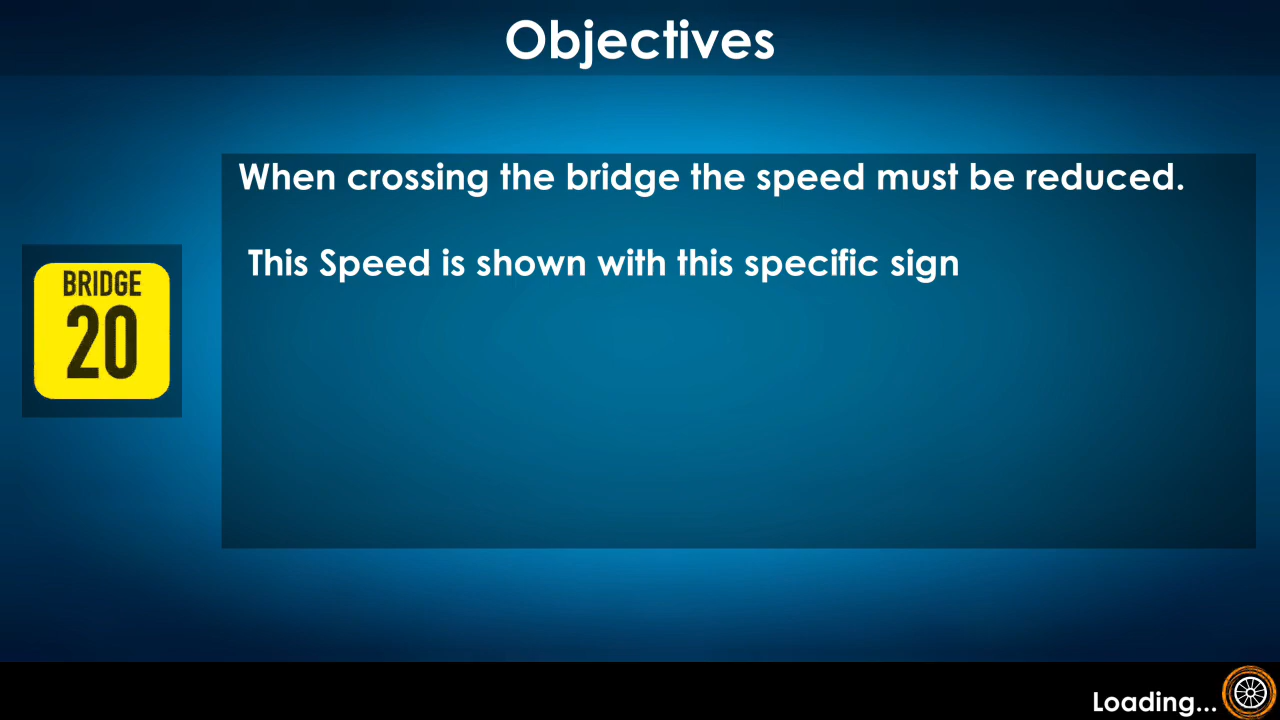 Objectives
When crossing the bridge the speed must be reduced.
This Speed is shown with this specific sign
BRIDGE
20
Loading...